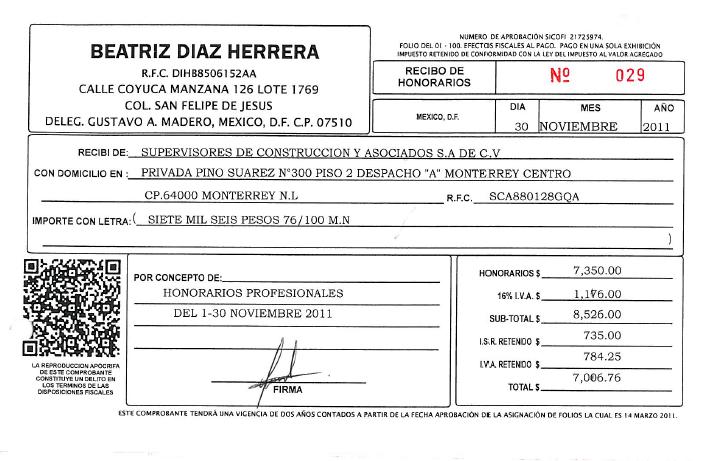 NUMERO DE APROBACIÓN SICOFI 21725974.
FOLIO DEL 01 - 100. EFECTOS FISCALES AL PAGO. PAGO EN UNA SOLA EXHIBICIÓN
IMPUESTO RETENIDO DE CONFORMIDAD CON LA LEY DEL IMPUESTO AL VALOR AGREGADO
BEATRIZ DIAZ HERRERA
R.F.C. DIHB8506152AA
CALLE COYUCA MANZANA 126 LOTE 1769
COL. SAN FELIPE DE JESUS
DELEG. GUSTAVO A. MADERO, MEXICO, D.F. C.P. 07510
RECIBO DE HONORARIOS
Nº 029
MEXICO, D.F.
DIA MES AÑO
30 NOVIEMBRE 2011
RECIBI DE: SUPERVISORES DE CONSTRUCCION Y ASOCIADOS S.A DE C.V
CON DOMICILIO EN : PRIVADA PINO SUAREZ N°300 PISO 2 DESPACHO "A" MONTERREY CENTRO
CP.64000 MONTERREY N.L R.F.C. SCA880128GQA
IMPORTE CON LETRA:( SIETE MIL SEIS PESOS 76/100 M.N
)
LA REPRODUCCION APOCRIFA
DE ESTE COMPROBANTE
CONSTITUYE UN DELITO EN
LOS TERMINOS DE LAS
DISPOSICIONES FISCALES
POR CONCEPTO DE:
HONORARIOS PROFESIONALES
DEL 1-30 NOVIEMBRE 2011
FIRMA
HONORARIOS $ 7,350.00
16% I.V.A. $ 1,176.00
SUB-TOTAL $ 8,526.00
I.S.R. RETENIDO $ 735.00
I.V.A. RETENIDO $ 784.25
TOTAL $ 7,006.76
ESTE COMPROBANTE TENDRÁ UNA VIGENCIA DE DOS AÑOS CONTADOS A PARTIR DE LA FECHA APROBACIÓN DE LA ASIGNACIÓN DE FOLIOS LA CUAL ES 14 MARZO 2011.